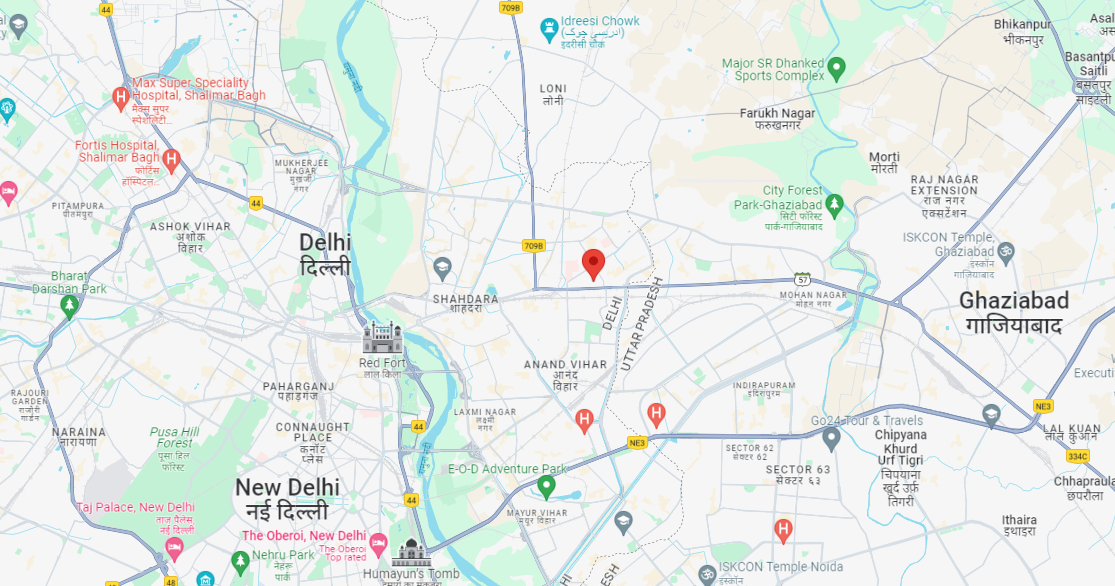 44
709B
Idreesi Chowk
(ادریسی چوک)
इदरीसी चौक
Bhikanpur
भीकनपुर
Major SR Dhanked
Sports Complex
Basantpu
Saitli
बसंतपुर
साइटली
LONI
लोनी
Max Super Speciality
Hospital, Shalimar Bagh
मैक्स सुपर
स्पेशलिटी...
Farukh Nagar
फरुखनगर
Fortis Hospital,
Shalimar Bagh
फोर्टिस
हॉस्पिटल...
MUKHERJEE
NAGAR
मुखर्जी
नगर
Morti
मोरती
RAJ NAGAR
EXTENSION
राज नगर
एक्सटेंशन
City Forest
Park-Ghaziabad
सिटी फॉरेस्ट
पार्क-गाजियाबाद
PITAMPURA
पीतमपुरा
44
ASHOK VIHAR
अशोक
विहार
Delhi
दिल्ली
709B
ISKCON Temple,
Ghaziabad
इस्कॉन
गाजियाबाद
Bharat
Darshan Park
57
MOHAN NAGAR
मोहन नगर
SHAHDARA
शाहदरा
DELHI
UTTAR PRADESH
Ghaziabad
गाजियाबाद
Red Fort
लाल किला
ANAND VIHAR
आनंद
विहार
PAHARGANJ
पहाड़गंज
INDIRAPURAM
इंदिरापुरम
Executi
RAJOURI
GARDEN
राजौरी
गार्डन
LAXMI NAGAR
लक्ष्मी
नगर
NE3
NARAINA
नारायणा
Pusa Hill
Forest
पूसा हिल
फॉरेस्ट
CONNAUGHT
PLACE
कनॉट
प्लेस
44
NE3
Go24 Tour & Travels
Chipyana
Khurd
Urf Tigri
चिपयाना
खुर्द उर्फ़
तिगरी
LAL KUAN
लाल कुआँन
334C
SECTOR 62
सेक्टर ६२
SECTOR 63
सेक्टर ६३
E-O-D Adventure Park
Chhapraula
छपरौला
New Delhi
नई दिल्ली
44
MAYUR VIHAR
मयूर विहार
Taj Palace, New Delhi
ताज पैलेस
नई दिल्ली
Ithaira
इथाइरा
The Oberoi, New Delhi
The Oberoi
Top rated
Nehru Park
नेहरू
पार्क
Humayun's Tomb
48
ISKCON Temple Noida
इस्कॉन